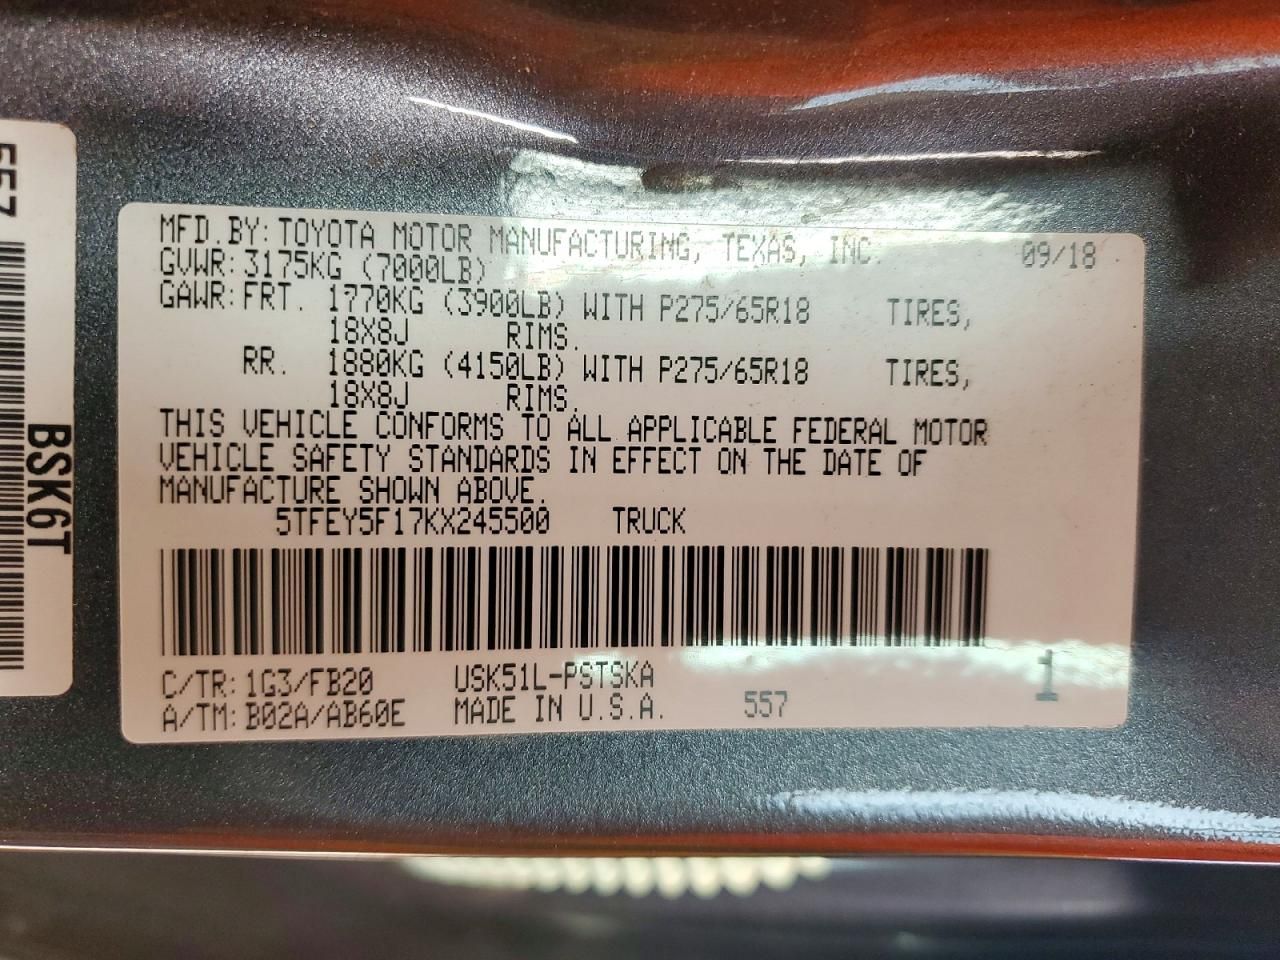 557
BSK6T
MFD.BY: TOYOTA MOTOR MANUFACTURING, TEXAS, INC. 09/18
GVWR: 3175KG (7000LB)
GAWR: FRT. 1770KG (3900LB) WITH P275/65R18 TIRES,
18X8J RIMS.
RR. 1880KG (4150LB) WITH P275/65R18 TIRES,
18X8J RIMS.
THIS VEHICLE CONFORMS TO ALL APPLICABLE FEDERAL MOTOR
VEHICLE SAFETY STANDARDS IN EFFECT ON THE DATE OF
MANUFACTURE SHOWN ABOVE.
5TFEY5F17KX245500 TRUCK
C/TR: 1G3/FB20 USK51L-PSTSKA 1
A/TM: B02A/AB60E MADE IN U.S.A. 557